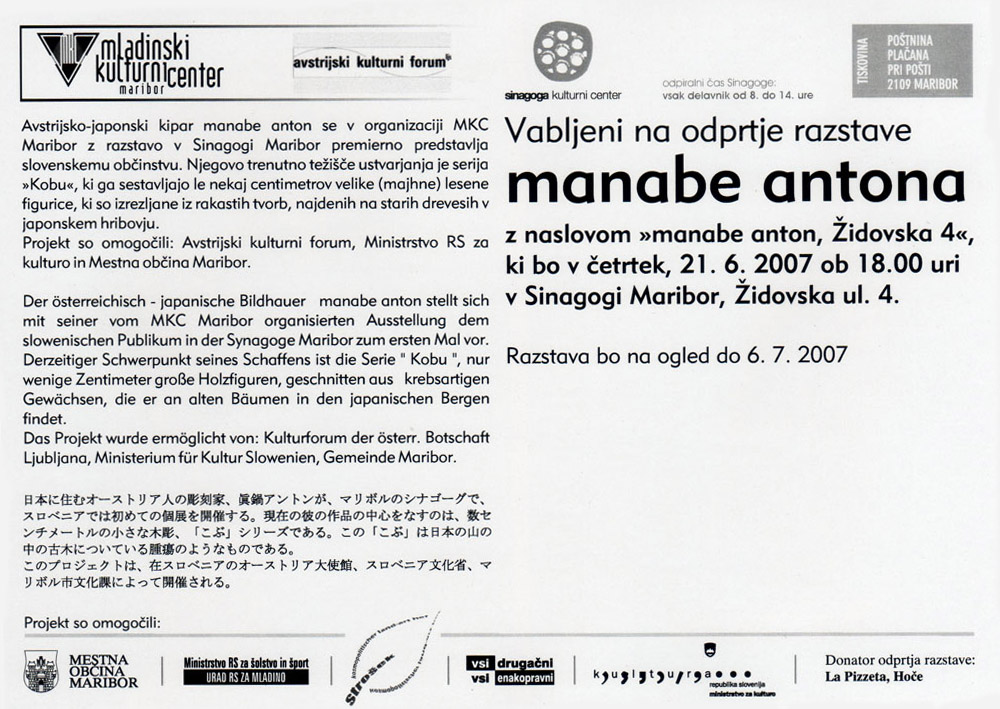 mladinski
kulturni center
maribor
avstrijski kulturni forum
sinagoga kulturni center
odpiralni čas Sinagoge:
vsak delavnik od 8. do 14. ure
TISKOVINA
POŠTNINA
PLAČANA
PRI POŠTI
2109 MARIBOR
Avstrijsko-japonski kipar manabe anton se v organizaciji MKC
Maribor z razstavo v Sinagogi Maribor premierno predstavlja
slovenskemu občinstvu. Njegovo trenutno težišče ustvarjanja je serija
»Kobu«, ki ga sestavljajo le nekaj centimetrov velike (majhne) lesene
figurice, ki so izrezljane iz rakastih tvorb, najdenih na starih drevesih v
japonskem hribovju.
Projekt so omogočili: Avstrijski kulturni forum, Ministrstvo RS za
kulturo in Mestna občina Maribor.
Der österreichisch - japanische Bildhauer manabe anton stellt sich
mit seiner vom MKC Maribor organisierten Ausstellung dem
slowenischen Publikum in der Synagoge Maribor zum ersten Mal vor.
Derzeitiger Schwerpunkt seines Schaffens ist die Serie " Kobu ", nur
wenige Zentimeter große Holzfiguren, geschnitten aus krebsartigen
Gewächsen, die er an alten Bäumen in den japanischen Bergen
findet.
Das Projekt wurde ermöglicht von: Kulturforum der österr. Botschaft
Ljubljana, Ministerium für Kultur Slowenien, Gemeinde Maribor.
日本に住むオーストリア人の彫刻家、眞鍋アントンが、マリボルのシナゴーグで、
スロベニアでは初めての個展を開催する。現在の彼の作品の中心をなすのは、数セ
ンチメートルの小さな木彫、「こぶ」シリーズである。この「こぶ」は日本の山の
中の古木についている腫瘍のようなものである。
このプロジェクトは、在スロベニアのオーストリア大使館、スロベニア文化省、マ
リボル市文化課によって開催される。
Vabljeni na odprtje razstave
manabe antona
z naslovom »manabe anton, Židovska 4«,
ki bo v četrtek, 21. 6. 2007 ob 18.00 uri
v Sinagogi Maribor, Židovska ul. 4.
Razstava bo na ogled do 6. 7. 2007
Projekt so omogočili:
MESTNA
OBČINA
MARIBOR
Ministrstvo RS za šolstvo in šport
URAD RS ZA MLADINO
vsi drugačni
vsi enakopravni
kultura
republika slovenija
ministrstvo za kulturo
Donator odprtja razstave:
La Pizzeta, Hoče